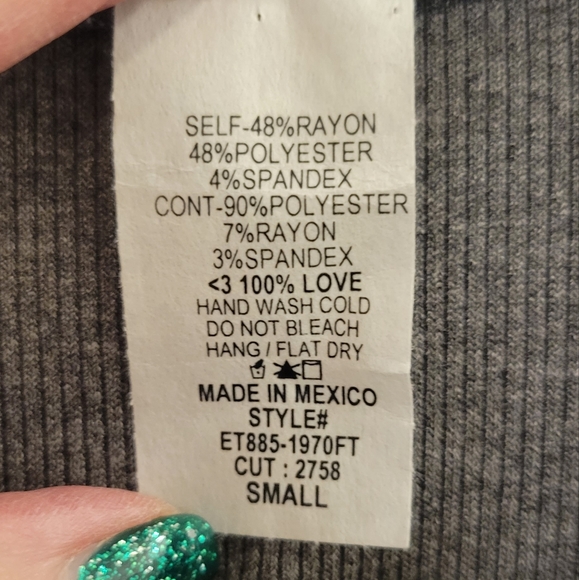 SELF-48%RAYON
48%POLYESTER
4%SPANDEX
CONT-90%POLYESTER
7%RAYON
3%SPANDEX
<3 100% LOVE
HAND WASH COLD
DO NOT BLEACH
HANG / FLAT DRY
MADE IN MEXICO
STYLE#
ET885-1970FT
CUT : 2758
SMALL